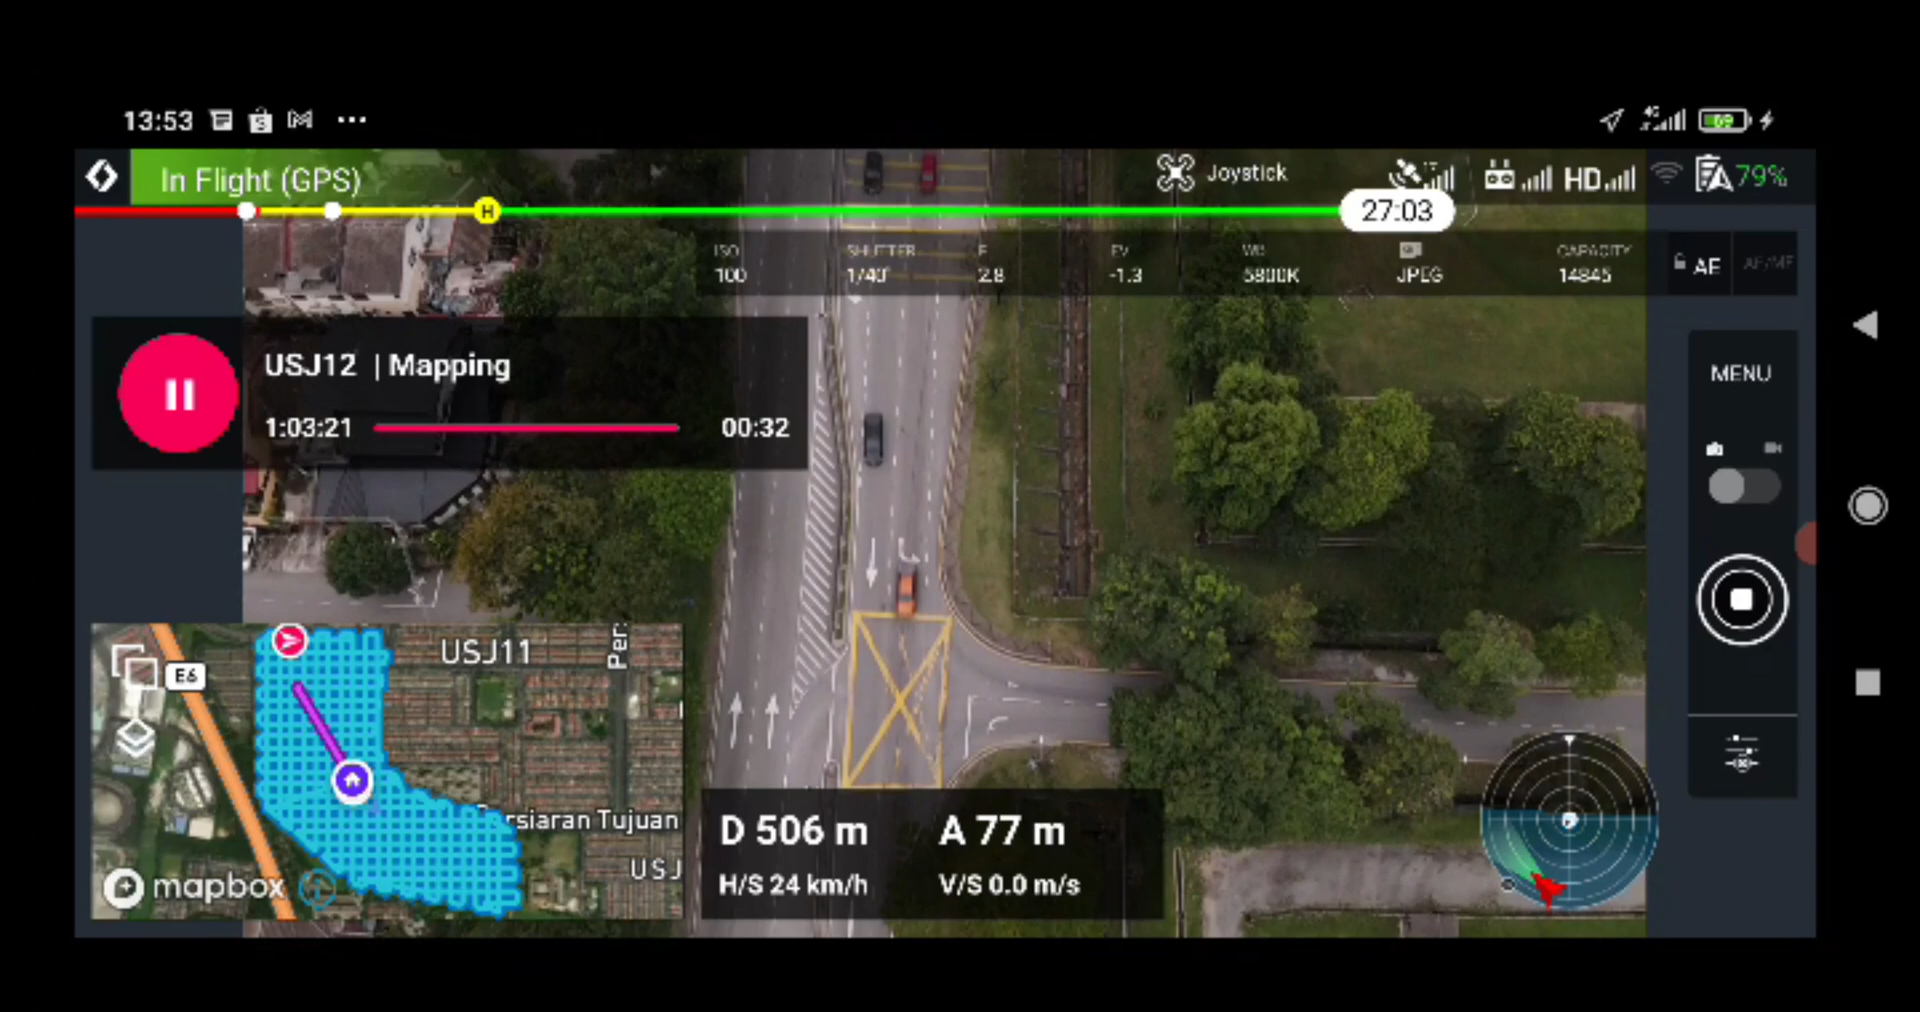 13:53
69
In Flight (GPS)
Joystick
HD
79%
H
27:03
ISO
100
SHUTTER
1/40
F
2.8
EV
-1.3
WB
5800K
JPEG
CAPACITY
14845
AE
AF/MF
USJ12 | Mapping
1:03:21
00:32
MENU
E6
USJ11
Per
rsiaran Tujuan
USJ
mapbox
D 506 m
A 77 m
H/S 24 km/h
V/S 0.0 m/s